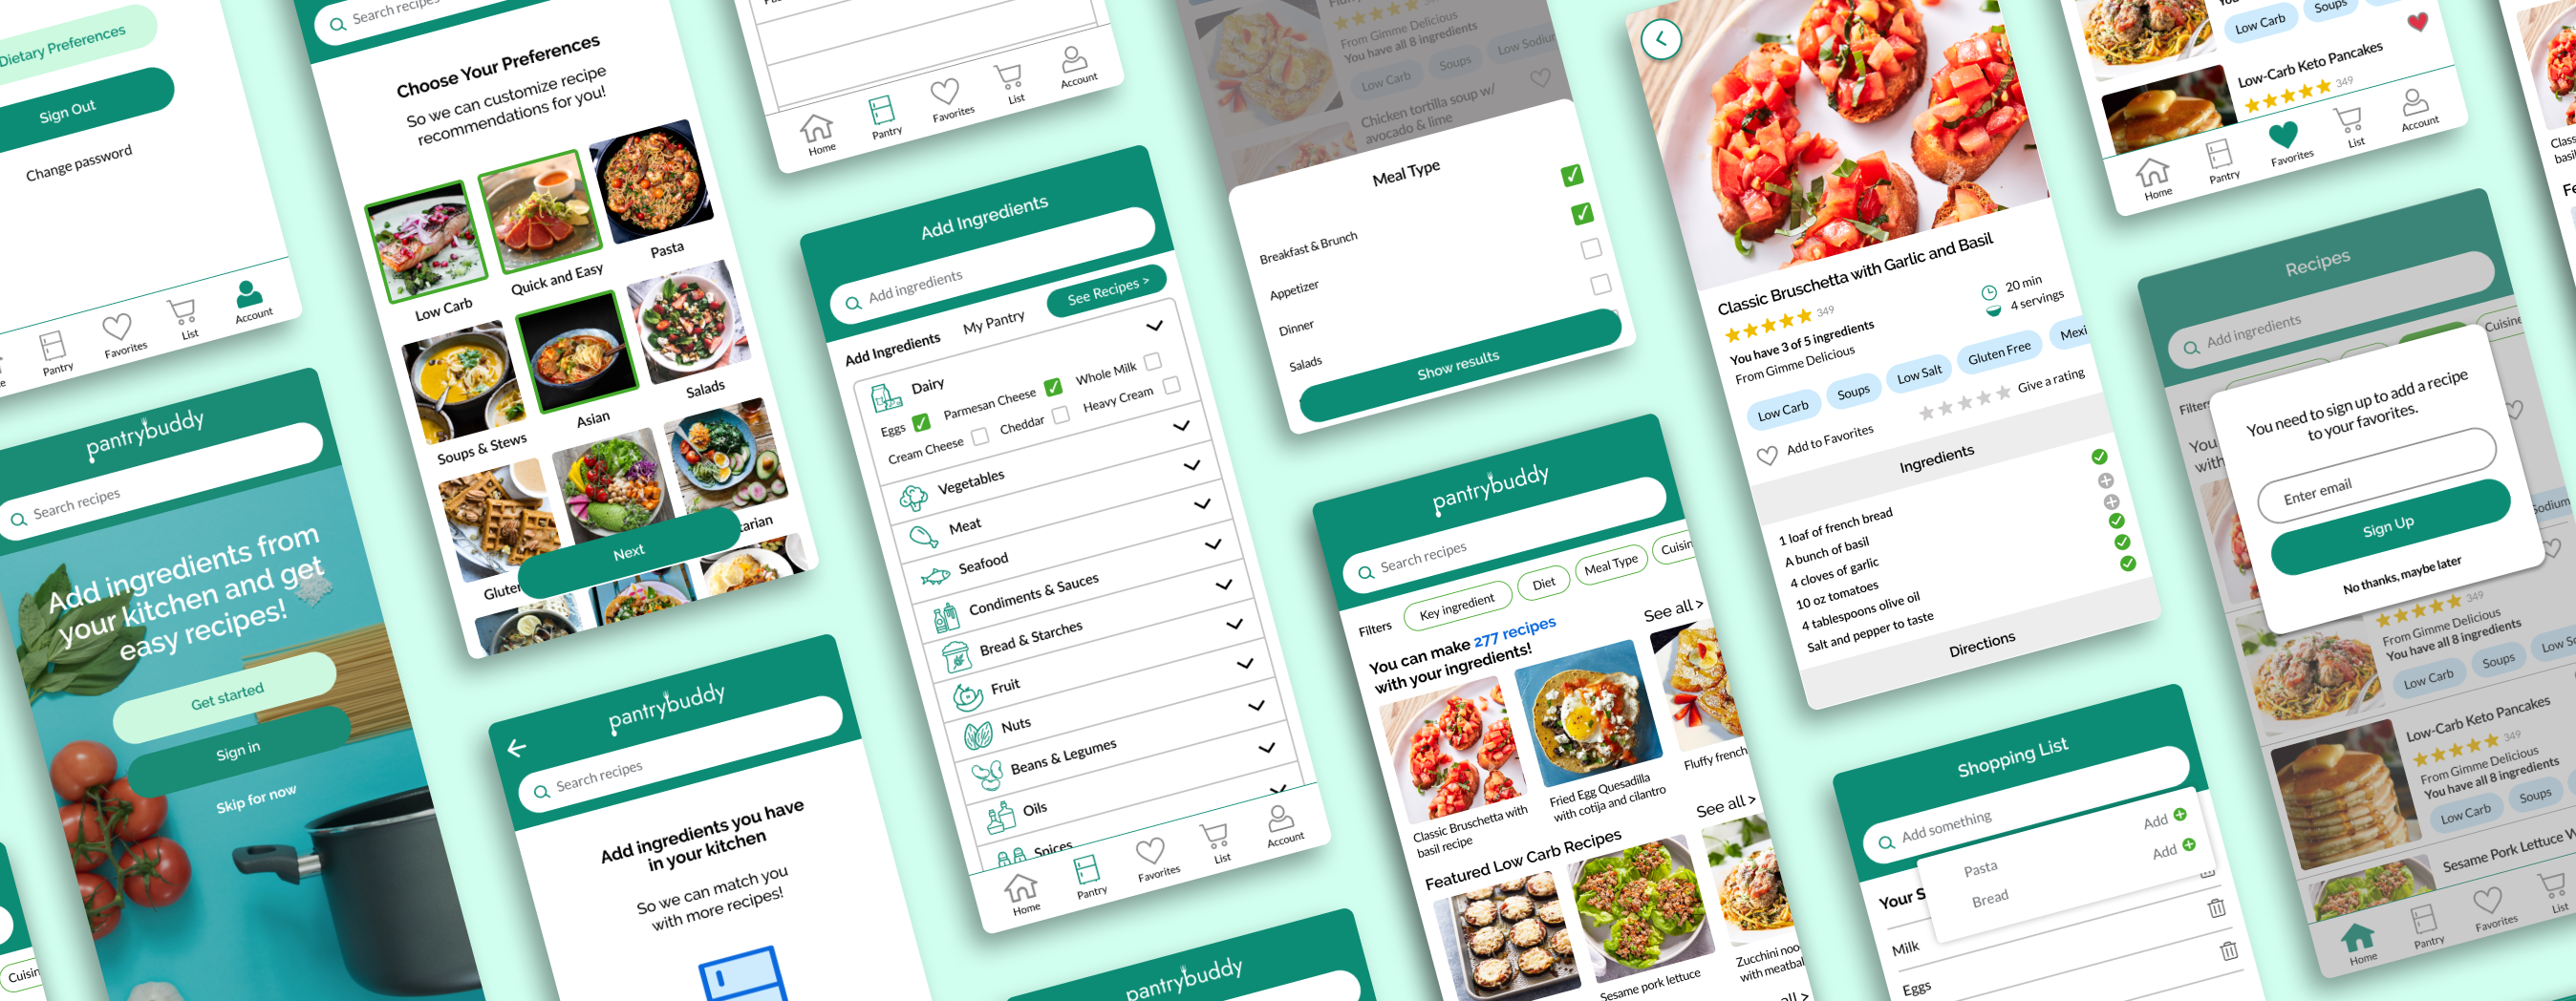 Dietary Preferences
Sign Out
Change password
Pantry
Favorites
List
Account
pantrybuddy
Search recipes
Add ingredients from
your kitchen and get
easy recipes!
Get started
Sign in
Skip for now
Search recipes
Choose Your Preferences
So we can customize recipe
recommendations for you!
Low Carb
Quick and Easy
Pasta
Soups & Stews
Asian
Salads
Next
pantrybuddy
Search recipes
Add ingredients you have
in your kitchen
So we can match you
with more recipes!
Home
Pantry
Favorites
List
Account
Add Ingredients
Add ingredients
Add Ingredients
My Pantry
See Recipes >
Dairy
Eggs
Parmesan Cheese
Whole Milk
Cream Cheese
Cheddar
Heavy Cream
Vegetables
Meat
Seafood
Condiments & Sauces
Bread & Starches
Fruit
Nuts
Beans & Legumes
Oils
Spices
Home
Pantry
Favorites
List
Account
pantrybuddy
From Gimme Delicious
You have all 8 ingredients
Low Carb
Soups
Low Sodium
Chicken tortilla soup w/
avocado & lime
Meal Type
Breakfast & Brunch
Appetizer
Dinner
Salads
Show results
pantrybuddy
Search recipes
Filters
Key ingredient
Diet
Meal Type
You can make 277 recipes
with your ingredients!
See all >
Classic Bruschetta with
basil recipe
Fried Egg Quesadilla
with cotija and cilantro
Fluffy french
Featured Low Carb Recipes
See all >
Sesame pork lettuce
Zucchini noo
with meatbal
Classic Bruschetta with Garlic and Basil
349
20 min
4 servings
You have 3 of 5 ingredients
From Gimme Delicious
Low Carb
Soups
Low Salt
Gluten Free
Mexi
Add to Favorites
Give a rating
Ingredients
1 loaf of french bread
A bunch of basil
4 cloves of garlic
10 oz tomatoes
4 tablespoons olive oil
Salt and pepper to taste
Directions
Shopping List
Add something
Pasta
Add
Bread
Add
Your S
Milk
Eggs
Low Carb
Soups
Low-Carb Keto Pancakes
349
Home
Pantry
Favorites
List
Account
Recipes
Add ingredients
Filters
Cuisine
You need to sign up to add a recipe
to your favorites.
Enter email
Sign Up
No thanks, maybe later
349
From Gimme Delicious
You have all 8 ingredients
Low Carb
Soups
Low So
Low-Carb Keto Pancakes
349
From Gimme Delicious
You have all 8 ingredients
Low Carb
Soups
Sesame Pork Lettuce W
Home
Pantry
Favorites
List